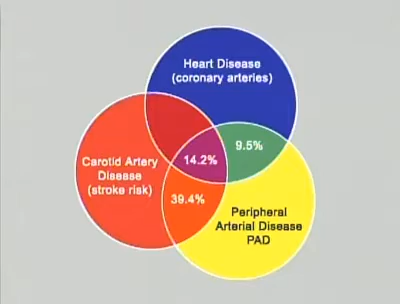 Heart Disease
(coronary arteries)
9.5%
14.2%
Carotid Artery
Disease
(stroke risk)
39.4%
Peripheral
Arterial Disease
PAD